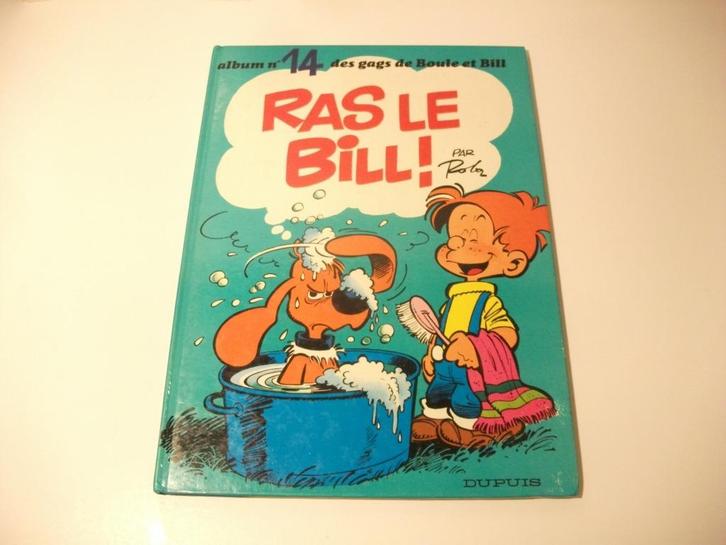 album n° 14 des gags de Boule et Bill
RAS LE
BILL!
PAR
Roba
DUPUIS